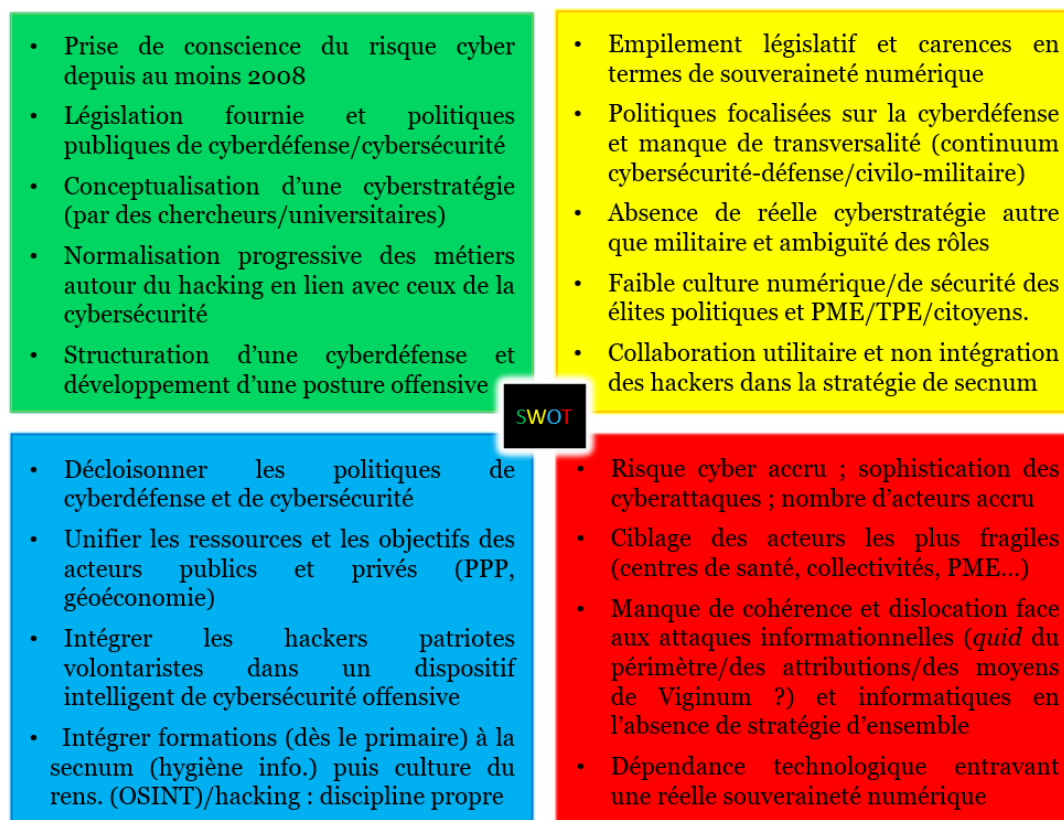 • Prise de conscience du risque cyber
depuis au moins 2008
• Législation fournie et politiques
publiques de cyberdéfense/cybersécurité
• Conceptualisation d’une cyberstratégie
(par des chercheurs/universitaires)
• Normalisation progressive des métiers
autour du hacking en lien avec ceux de la
cybersécurité
• Structuration d’une cyberdéfense et
développement d’une posture offensive
• Empilement législatif et carences en
termes de souveraineté numérique
• Politiques focalisées sur la cyberdéfense
et manque de transversalité (continuum
cybersécurité-défense/civilo-militaire)
• Absence de réelle cyberstratégie autre
que militaire et ambiguïté des rôles
• Faible culture numérique/de sécurité des
élites politiques et PME/TPE/citoyens.
• Collaboration utilitaire et non intégration
des hackers dans la stratégie de secnum
SWOT
• Décloisonner les politiques de
cyberdéfense et de cybersécurité
• Unifier les ressources et les objectifs des
acteurs publics et privés (PPP,
géoéconomie)
• Intégrer les hackers patriotes
volontaristes dans un dispositif
intelligent de cybersécurité offensive
• Intégrer formations (dès le primaire) à la
secnum (hygiène info.) puis culture du
rens. (OSINT)/hacking : discipline propre
• Risque cyber accru ; sophistication des
cyberattaques ; nombre d’acteurs accru
• Ciblage des acteurs les plus fragiles
(centres de santé, collectivités, PME…)
• Manque de cohérence et dislocation face
aux attaques informationnelles (quid du
périmètre/des attributions/des moyens
de Viginum ?) et informatiques en
l’absence de stratégie d’ensemble
• Dépendance technologique entravant
une réelle souveraineté numérique